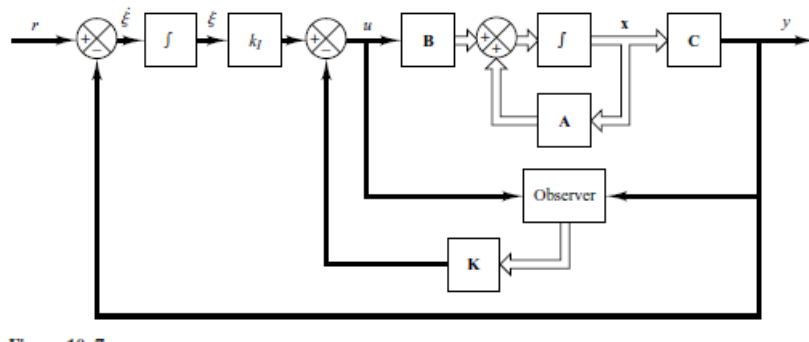 r
+
−
ξ̇
∫
ξ
k_I
+
−
u
B
+
+
∫
x
C
y
A
Observer
K